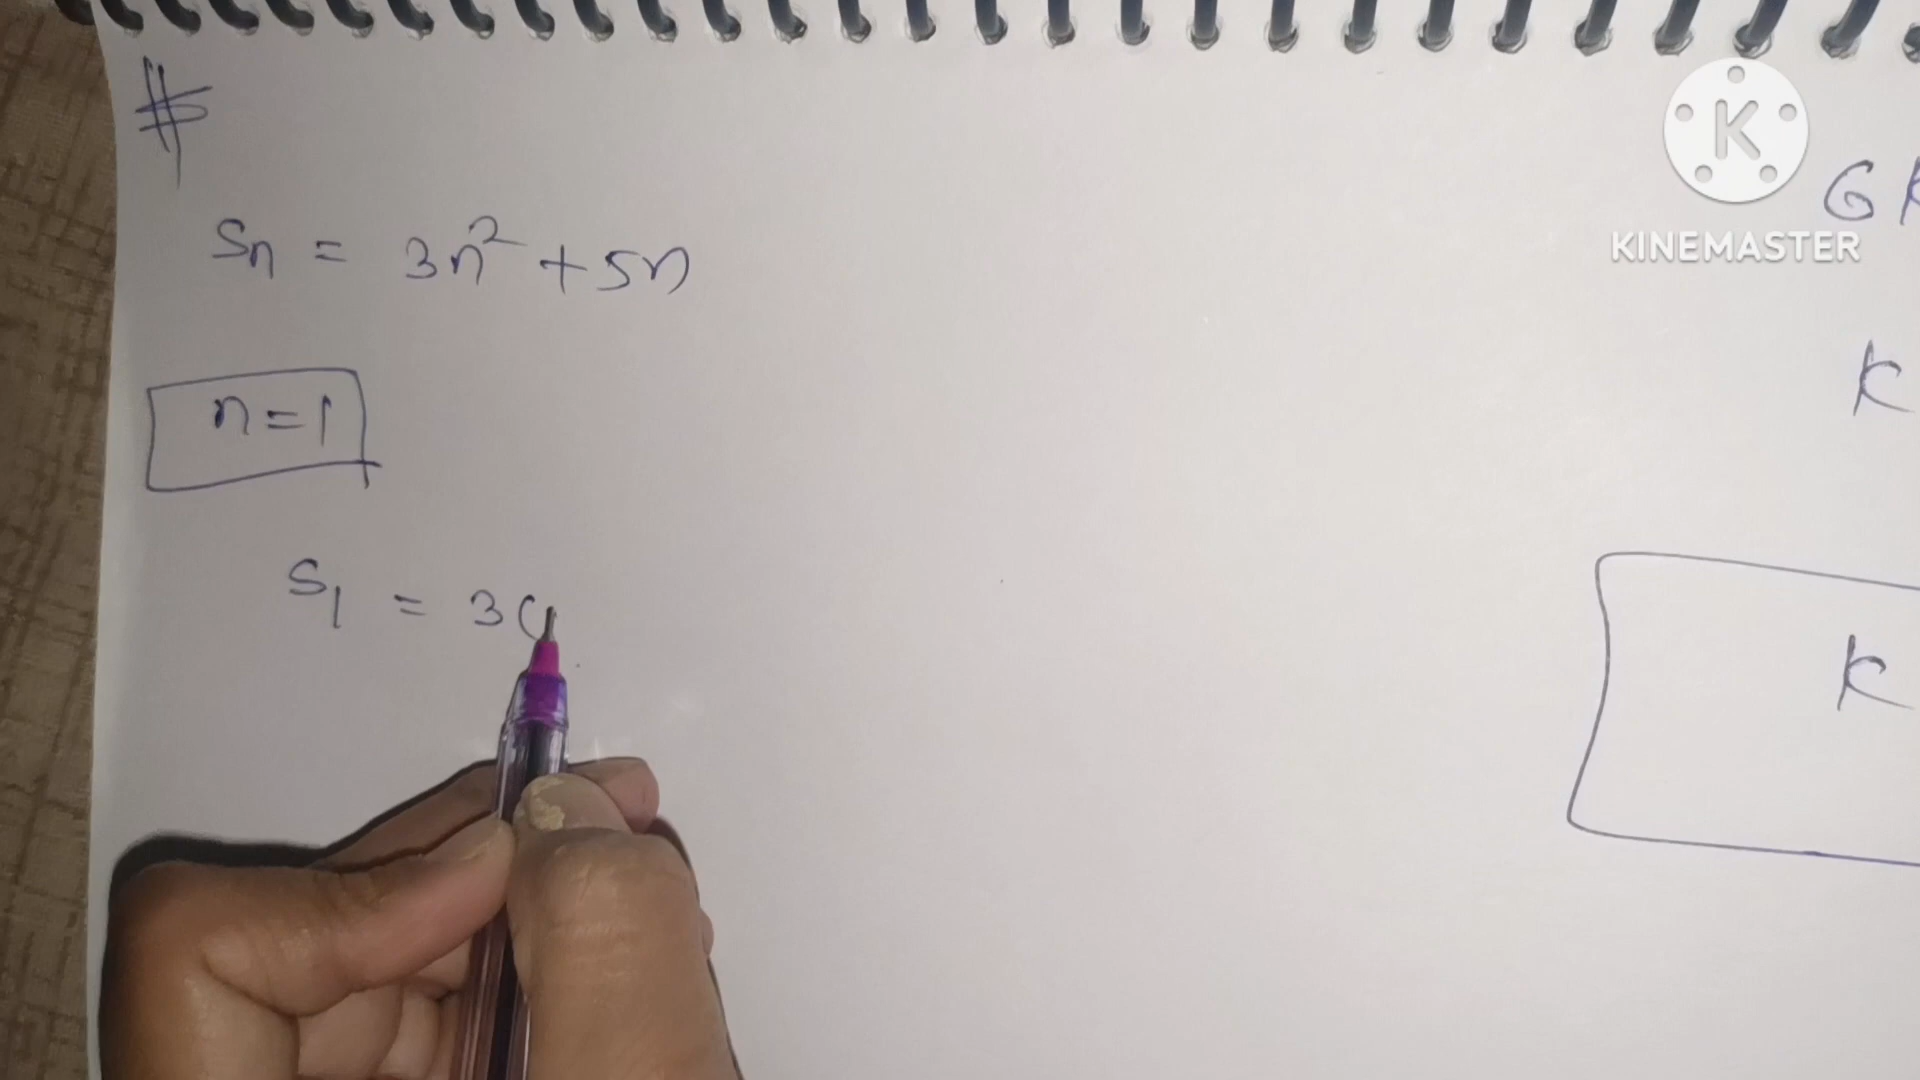 #
Sn = 3n² + 5n
n = 1
S₁ = 3(
K
KINEMASTER
G
K
K